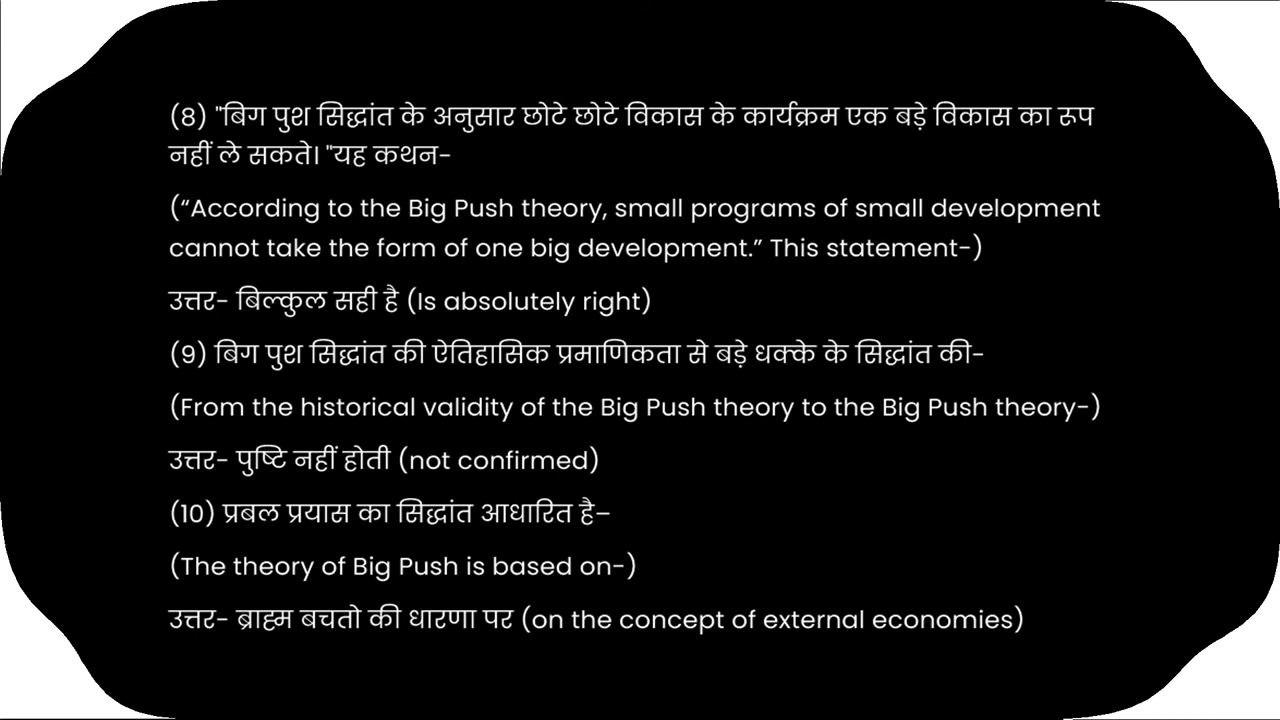 (8) "बिग पुश सिद्धांत के अनुसार छोटे छोटे विकास के कार्यक्रम एक बड़े विकास का रूप
नहीं ले सकते। "यह कथन-
(“According to the Big Push theory, small programs of small development
cannot take the form of one big development.” This statement-)
उत्तर- बिल्कुल सही है (Is absolutely right)
(9) बिग पुश सिद्धांत की ऐतिहासिक प्रमाणिकता से बड़े धक्के के सिद्धांत की-
(From the historical validity of the Big Push theory to the Big Push theory-)
उत्तर- पुष्टि नहीं होती (not confirmed)
(10) प्रबल प्रयास का सिद्धांत आधारित है–
(The theory of Big Push is based on-)
उत्तर- ब्राह्म बचतो की धारणा पर (on the concept of external economies)